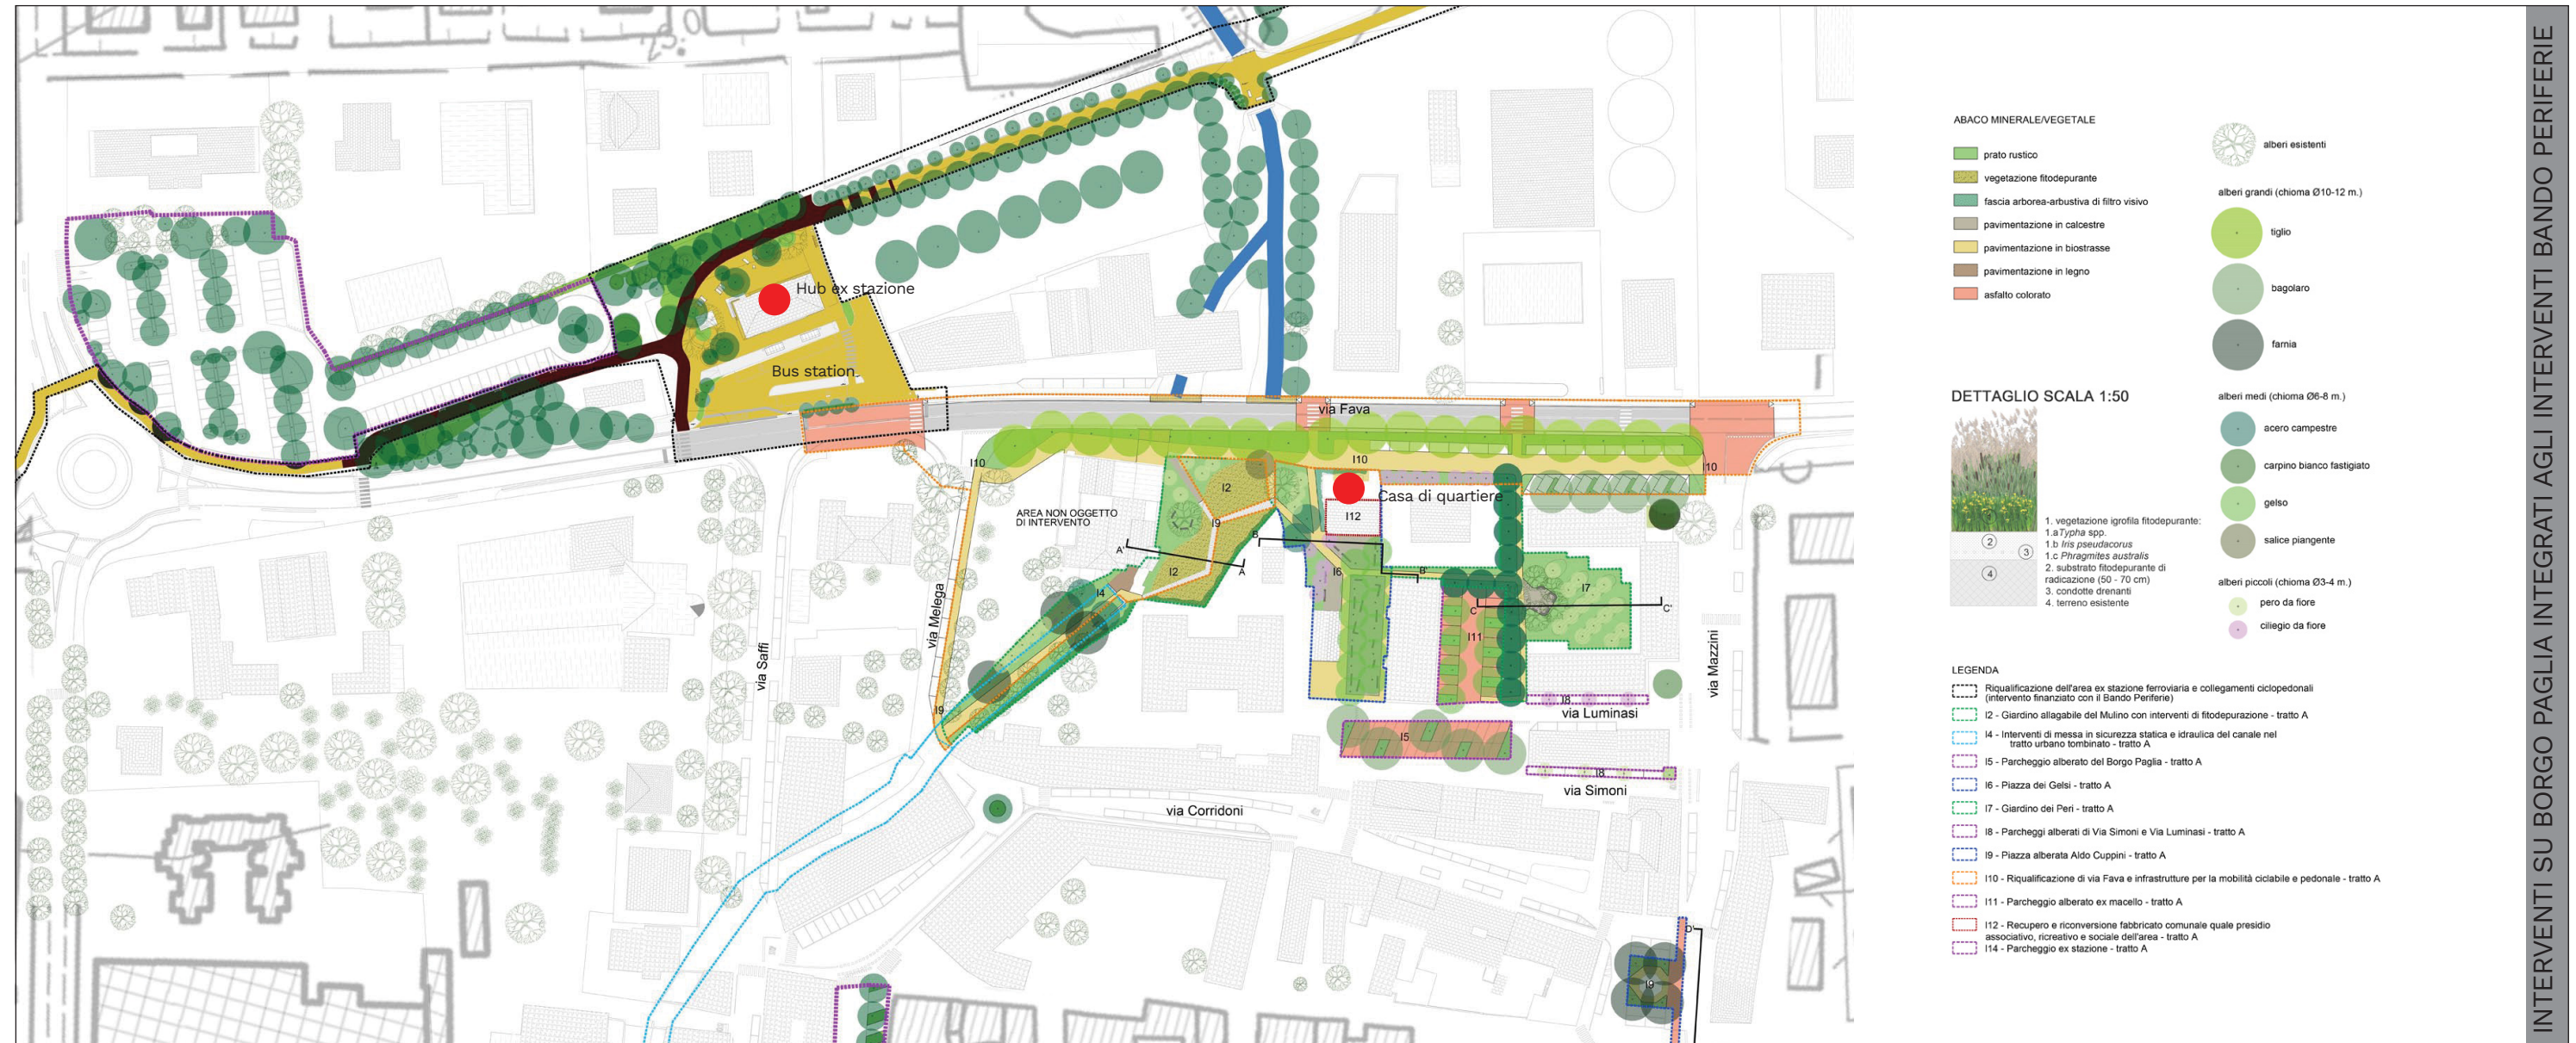 25.0
Hub ex stazione
Bus station
via Fava
I10
I10
I10
I2
I9
I2
AREA NON OGGETTO
DI INTERVENTO
Casa di quartiere
I12
A'
A
B
B'
I6
I4
I7
C
C'
I11
I9
via Melega
via Saffi
via Mazzini
I8
via Luminasi
I5
I8
via Simoni
via Corridoni
D'
I9
ABACO MINERALE/VEGETALE
prato rustico
vegetazione fitodepurante
fascia arborea-arbustiva di filtro visivo
pavimentazione in calcestre
pavimentazione in biostrasse
pavimentazione in legno
asfalto colorato
alberi esistenti
alberi grandi (chioma Ø10-12 m.)
tiglio
bagolaro
farnia
alberi medi (chioma Ø6-8 m.)
acero campestre
carpino bianco fastigiato
gelso
salice piangente
alberi piccoli (chioma Ø3-4 m.)
pero da fiore
ciliegio da fiore
DETTAGLIO SCALA 1:50
2
3
4
1. vegetazione igrofila fitodepurante:
1.a Typha spp.
1.b Iris pseudacorus
1.c Phragmites australis
2. substrato fitodepurante di
radicazione (50 - 70 cm)
3. condotte drenanti
4. terreno esistente
LEGENDA
Riqualificazione dell'area ex stazione ferroviaria e collegamenti ciclopedonali
(intervento finanziato con il Bando Periferie)
I2 - Giardino allagabile del Mulino con interventi di fitodepurazione - tratto A
I4 - Interventi di messa in sicurezza statica e idraulica del canale nel
tratto urbano tombinato - tratto A
I5 - Parcheggio alberato del Borgo Paglia - tratto A
I6 - Piazza dei Gelsi - tratto A
I7 - Giardino dei Peri - tratto A
I8 - Parcheggi alberati di Via Simoni e Via Luminasi - tratto A
I9 - Piazza alberata Aldo Cuppini - tratto A
I10 - Riqualificazione di via Fava e infrastrutture per la mobilità ciclabile e pedonale - tratto A
I11 - Parcheggio alberato ex macello - tratto A
I12 - Recupero e riconversione fabbricato comunale quale presidio
associativo, ricreativo e sociale dell'area - tratto A
I14 - Parcheggio ex stazione - tratto A
INTERVENTI SU BORGO PAGLIA INTEGRATI AGLI INTERVENTI BANDO PERIFERIE